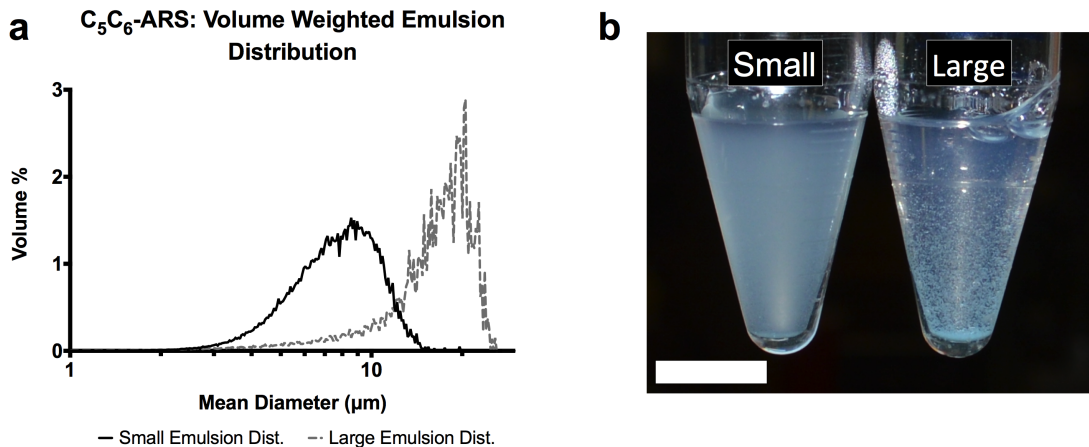 a
C₅C₆-ARS: Volume Weighted Emulsion
Distribution
3
2
1
0
Volume %
1
10
Mean Diameter (µm)
Small Emulsion Dist.
Large Emulsion Dist.
b
Small
Large